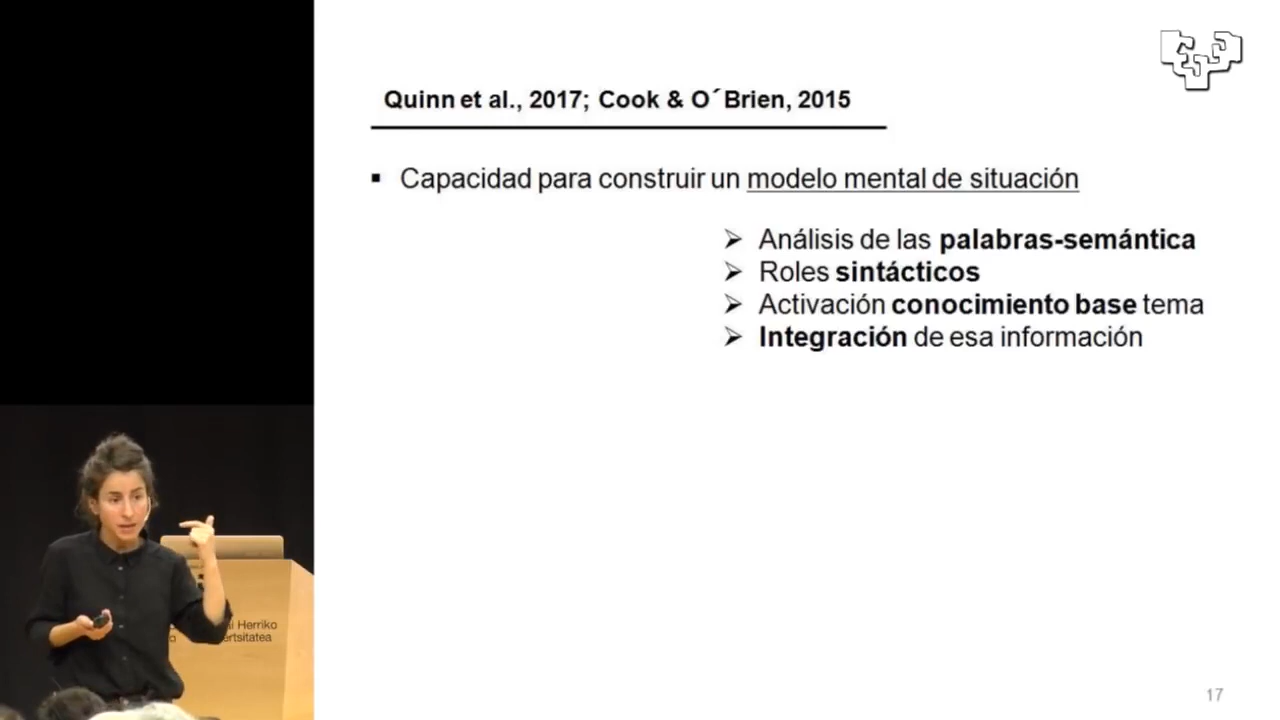 Quinn et al., 2017; Cook & O´Brien, 2015
▪ Capacidad para construir un modelo mental de situación
➢ Análisis de las palabras-semántica
➢ Roles sintácticos
➢ Activación conocimiento base tema
➢ Integración de esa información
Herriko
17